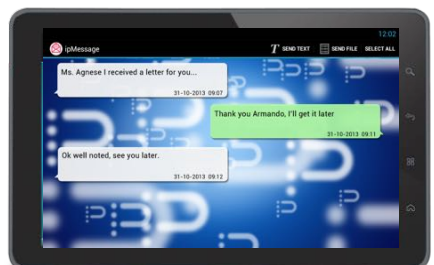 12:02
ipMessage
T SEND TEXT
SEND FILE
SELECT ALL
Ms. Agnese I received a letter for you...
31-10-2013 09:07
Thank you Armando, I'll get it later
31-10-2013 09:11
Ok well noted, see you later.
31-10-2013 09:12